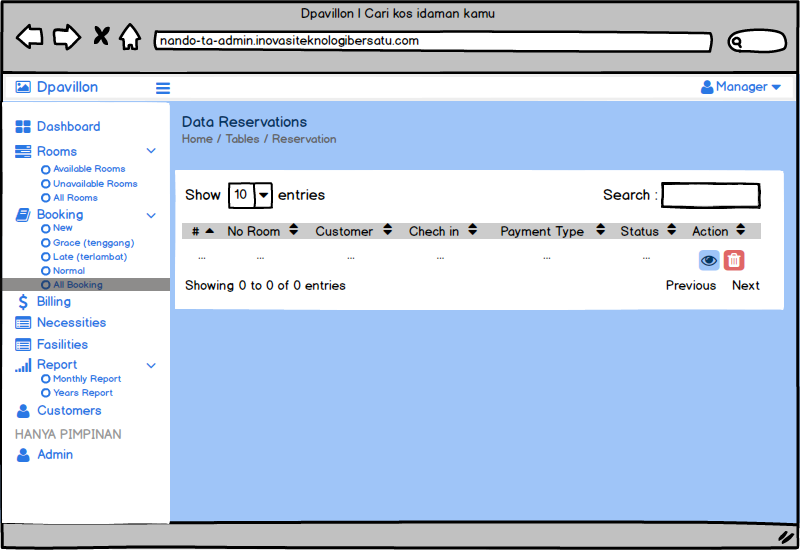 Dpavillon | Cari kos idaman kamu
nando-ta-admin.inovasiteknologibersatu.com
Dpavillon
Manager
Dashboard
Rooms
Available Rooms
Unavailable Rooms
All Rooms
Booking
New
Grace (tenggang)
Late (terlambat)
Normal
All Booking
Billing
Necessities
Fasilities
Report
Monthly Report
Years Report
Customers
HANYA PIMPINAN
Admin
Data Reservations
Home / Tables / Reservation
Show 10 entries Search :
# No Room Customer Chech in Payment Type Status Action
... ... ... ... ... ...
Showing 0 to 0 of 0 entries Previous Next